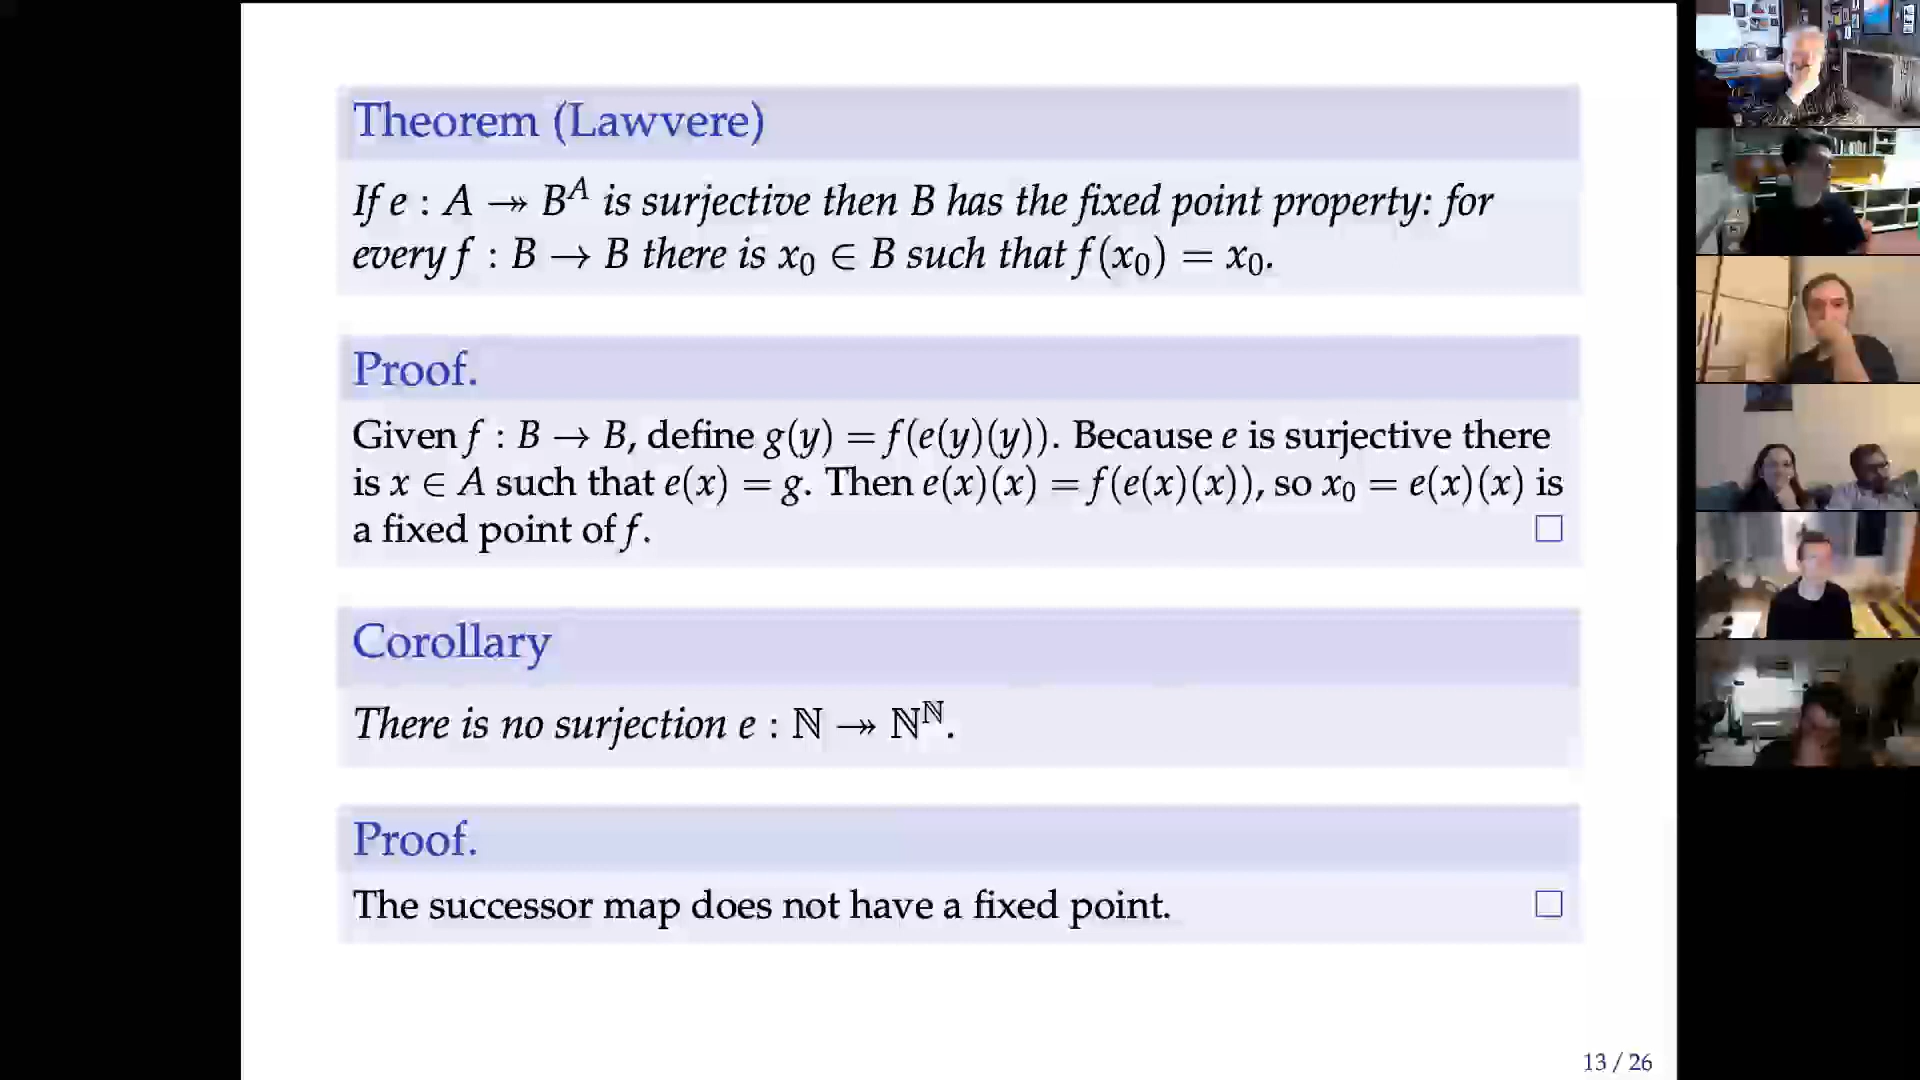 Theorem (Lawvere)
If e : A ↠ Bᴬ is surjective then B has the fixed point property: for
every f : B → B there is x₀ ∈ B such that f(x₀) = x₀.
Proof.
Given f : B → B, define g(y) = f(e(y)(y)). Because e is surjective there
is x ∈ A such that e(x) = g. Then e(x)(x) = f(e(x)(x)), so x₀ = e(x)(x) is
a fixed point of f. □
Corollary
There is no surjection e : ℕ ↠ ℕ^ℕ.
Proof.
The successor map does not have a fixed point. □
13 / 26